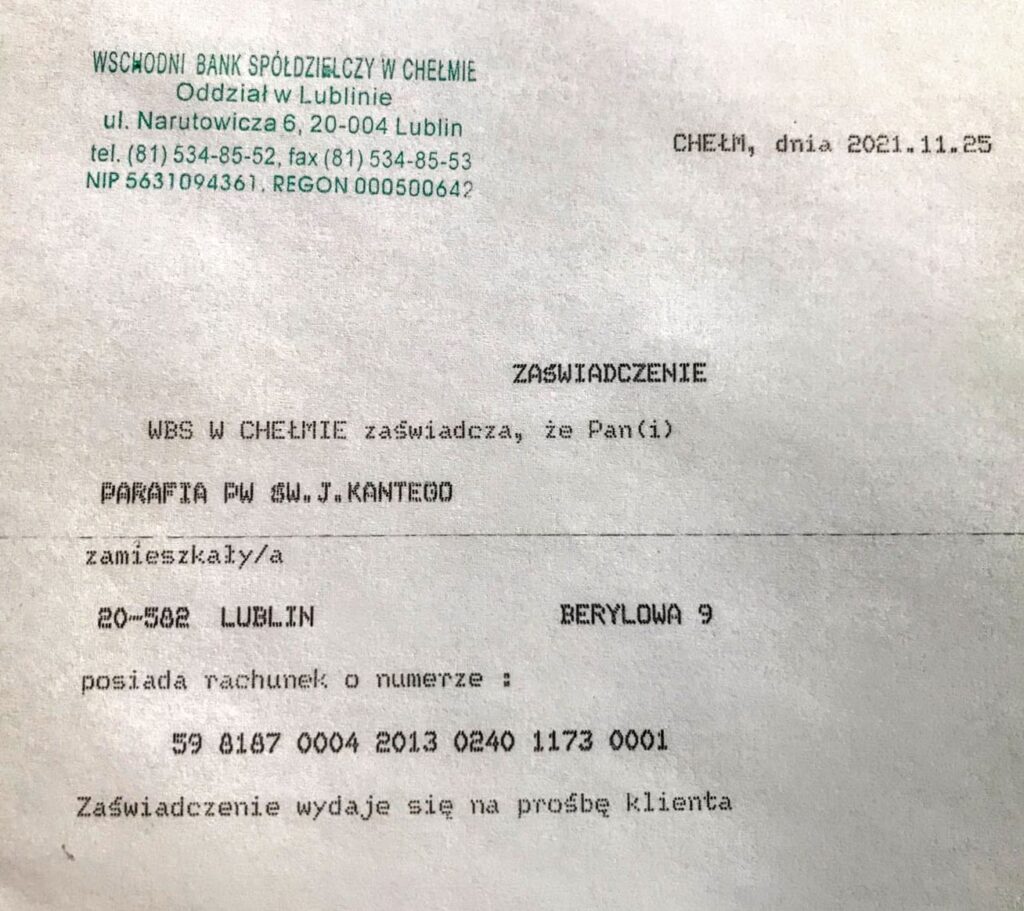 WSCHODNI BANK SPÓŁDZIELCZY W CHEŁMIE
Oddział w Lublinie
ul. Narutowicza 6, 20-004 Lublin
tel. (81) 534-85-52, fax (81) 534-85-53
NIP 5631094361, REGON 000500642
CHEŁM, dnia 2021.11.25
ZAŚWIADCZENIE
WBS W CHEŁMIE zaświadcza, że Pan(i)
PARAFIA PW ŚW.J.KANTEGO
zamieszkały/a
20-582 LUBLIN BERYLOWA 9
posiada rachunek o numerze :
59 8187 0004 2013 0240 1173 0001
Zaświadczenie wydaje się na prośbę klienta